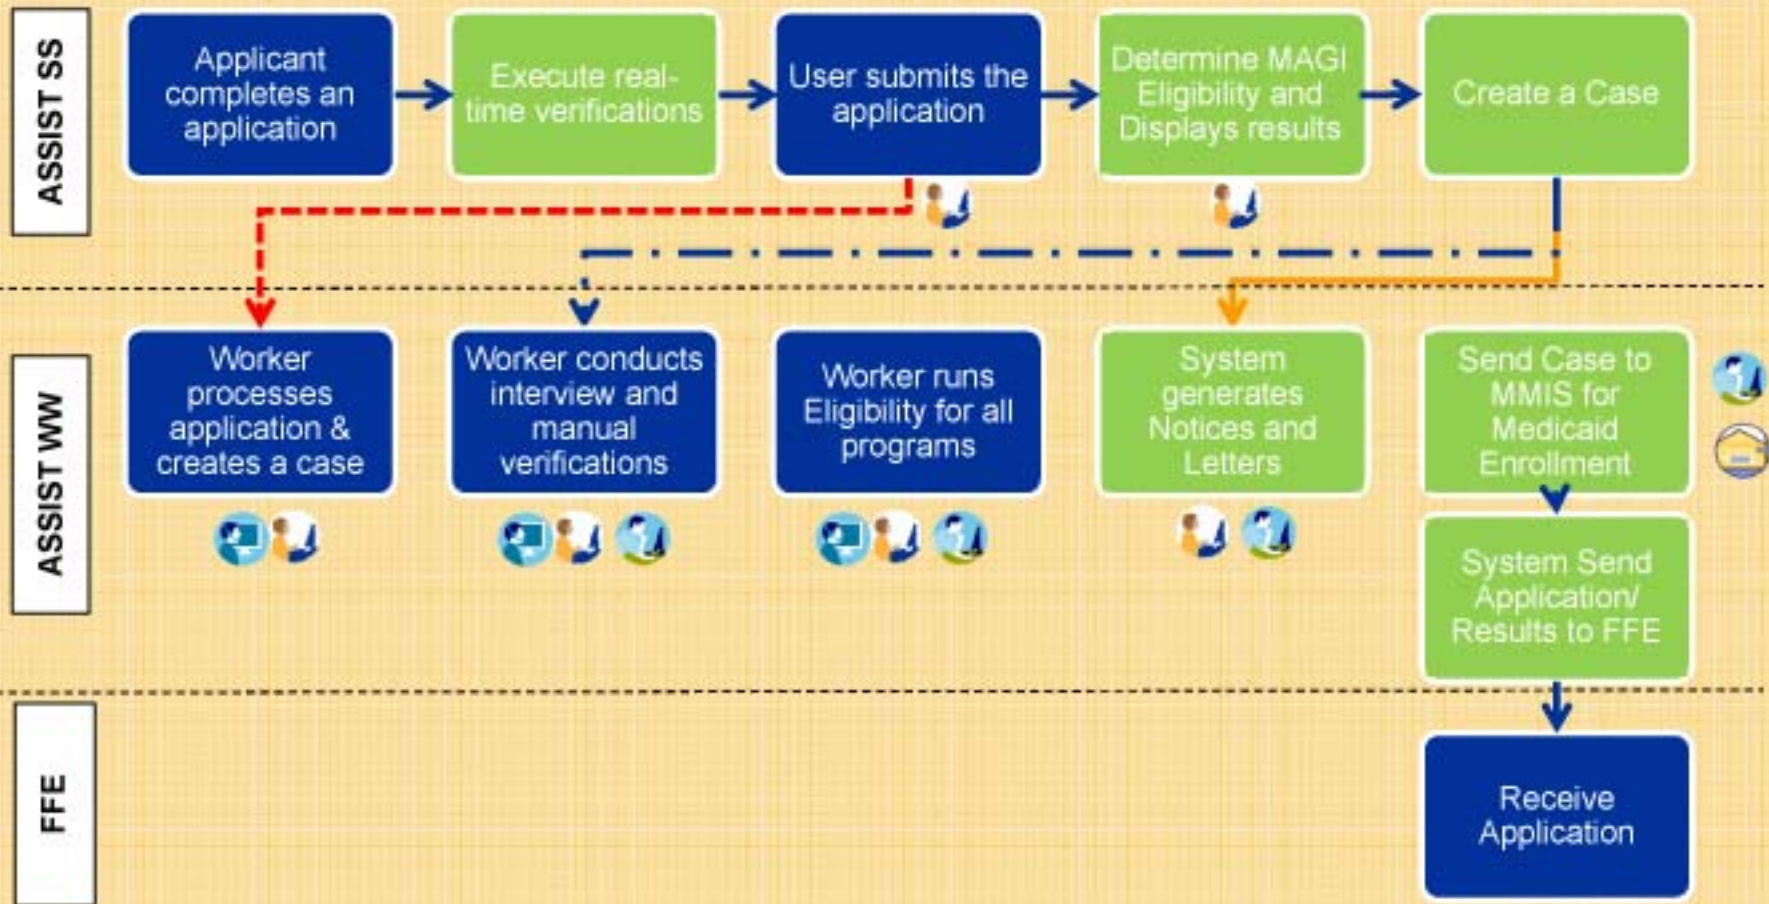 ASSIST SS
Applicant
completes an
application
Execute real-
time verifications
User submits the
application
Determine MAGI
Eligibility and
Displays results
Create a Case
ASSIST WW
Worker
processes
application &
creates a case
Worker conducts
interview and
manual
verifications
Worker runs
Eligibility for all
programs
System
generates
Notices and
Letters
Send Case to
MMIS for
Medicaid
Enrollment
System Send
Application/
Results to FFE
FFE
Receive
Application